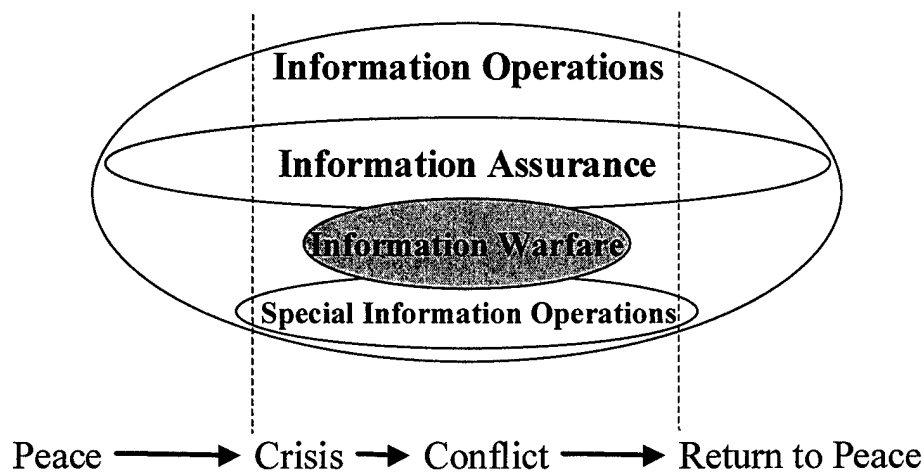 Information Operations
Information Assurance
Information Warfare
Special Information Operations
Peace Crisis Conflict Return to Peace